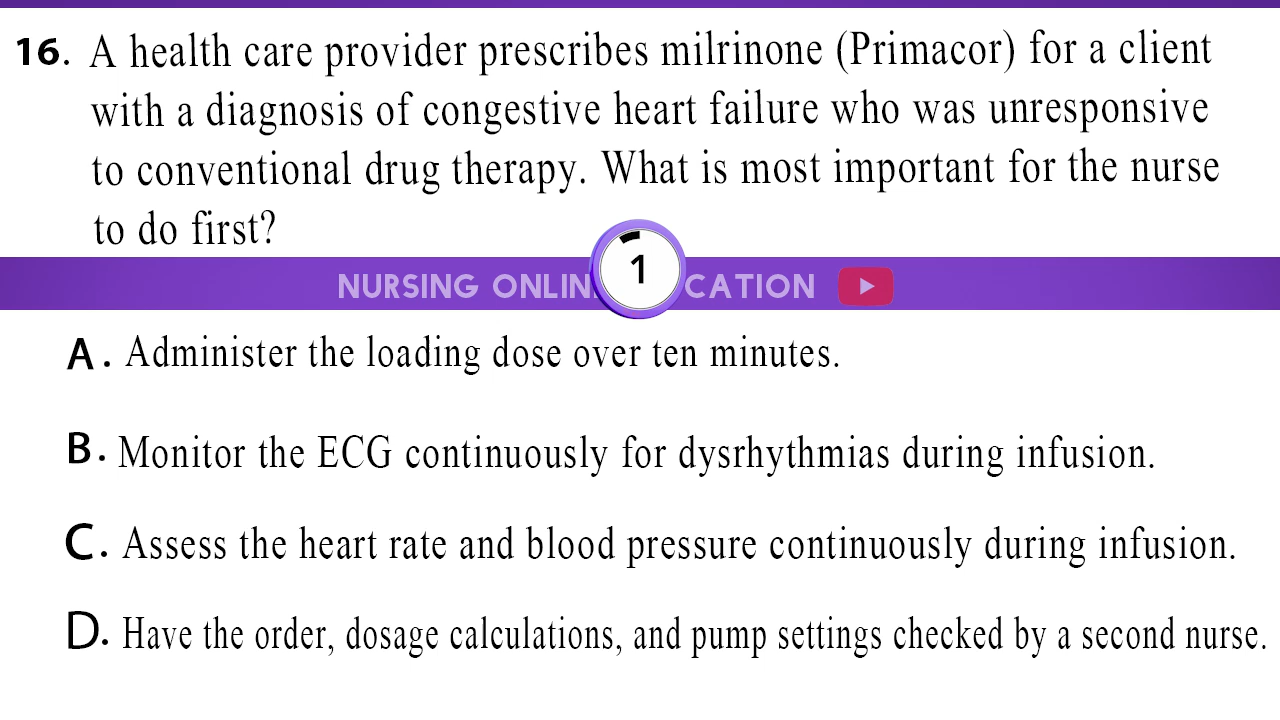 16. A health care provider prescribes milrinone (Primacor) for a client
with a diagnosis of congestive heart failure who was unresponsive
to conventional drug therapy. What is most important for the nurse
to do first?
NURSING ONLIN CATION
1
A. Administer the loading dose over ten minutes.
B. Monitor the ECG continuously for dysrhythmias during infusion.
C. Assess the heart rate and blood pressure continuously during infusion.
D. Have the order, dosage calculations, and pump settings checked by a second nurse.